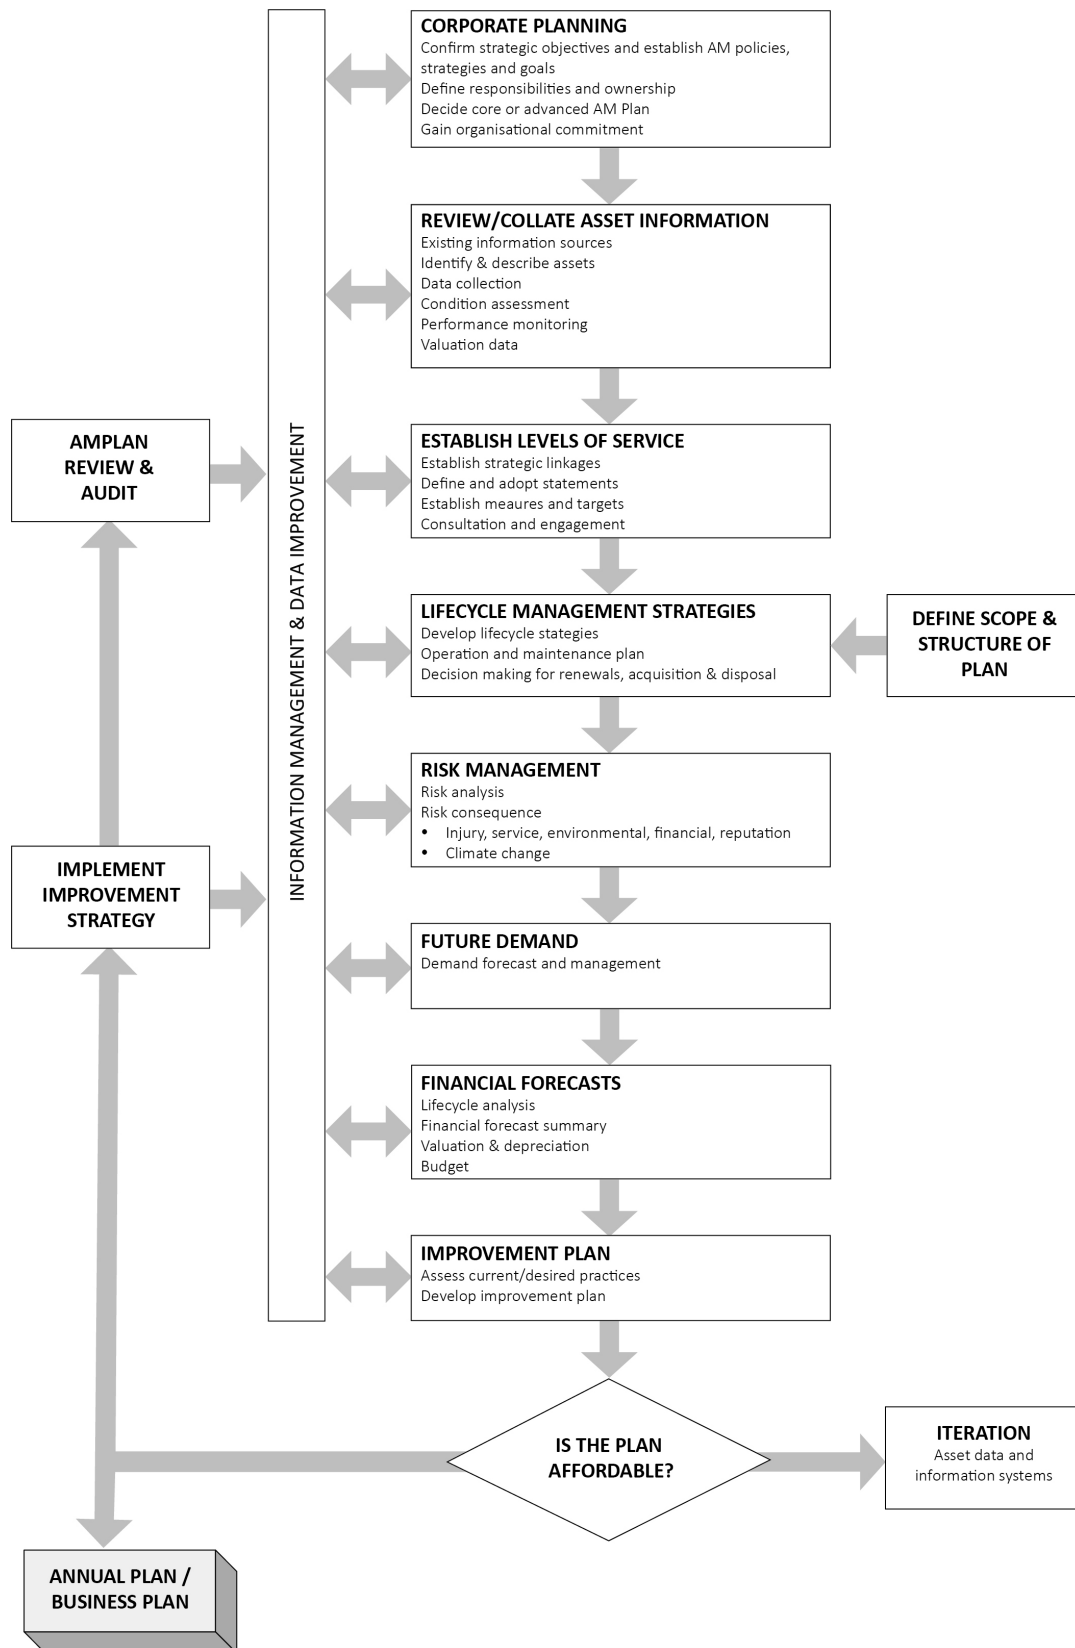 CORPORATE PLANNING
Confirm strategic objectives and establish AM policies,
strategies and goals
Define responsibilities and ownership
Decide core or advanced AM Plan
Gain organisational commitment
REVIEW/COLLATE ASSET INFORMATION
Existing information sources
Identify & describe assets
Data collection
Condition assessment
Performance monitoring
Valuation data
AMPLAN
REVIEW &
AUDIT
INFORMATION MANAGEMENT & DATA IMPROVEMENT
ESTABLISH LEVELS OF SERVICE
Establish strategic linkages
Define and adopt statements
Establish meaures and targets
Consultation and engagement
LIFECYCLE MANAGEMENT STRATEGIES
Develop lifecycle stategies
Operation and maintenance plan
Decision making for renewals, acquisition & disposal
DEFINE SCOPE &
STRUCTURE OF
PLAN
RISK MANAGEMENT
Risk analysis
Risk consequence
• Injury, service, environmental, financial, reputation
• Climate change
IMPLEMENT
IMPROVEMENT
STRATEGY
FUTURE DEMAND
Demand forecast and management
FINANCIAL FORECASTS
Lifecycle analysis
Financial forecast summary
Valuation & depreciation
Budget
IMPROVEMENT PLAN
Assess current/desired practices
Develop improvement plan
IS THE PLAN
AFFORDABLE?
ITERATION
Asset data and
information systems
ANNUAL PLAN /
BUSINESS PLAN